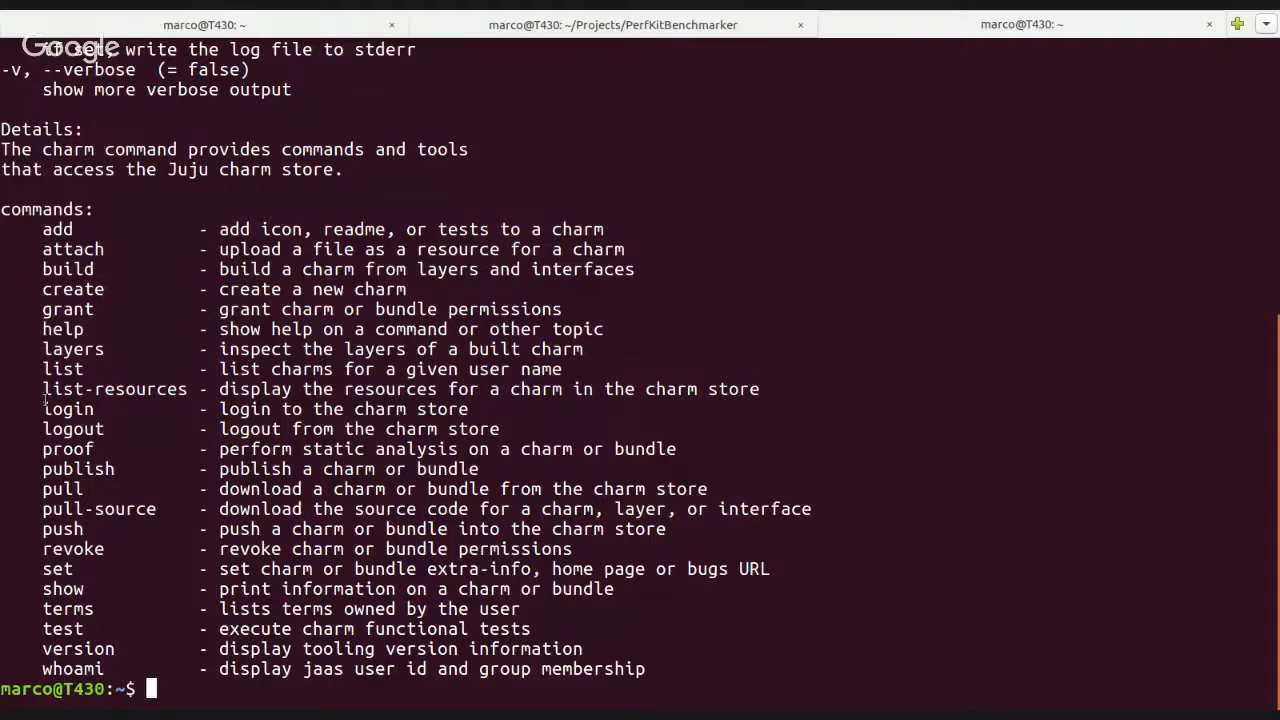 marco@T430: ~ × marco@T430: ~/Projects/PerfKitBenchmarker × marco@T430: ~ ×
Google
if set, write the log file to stderr
-v, --verbose  (= false)
    show more verbose output
Details:
The charm command provides commands and tools
that access the Juju charm store.
commands:
    add            - add icon, readme, or tests to a charm
    attach         - upload a file as a resource for a charm
    build          - build a charm from layers and interfaces
    create         - create a new charm
    grant          - grant charm or bundle permissions
    help           - show help on a command or other topic
    layers         - inspect the layers of a built charm
    list           - list charms for a given user name
    list-resources - display the resources for a charm in the charm store
    login          - login to the charm store
    logout         - logout from the charm store
    proof          - perform static analysis on a charm or bundle
    publish        - publish a charm or bundle
    pull           - download a charm or bundle from the charm store
    pull-source    - download the source code for a charm, layer, or interface
    push           - push a charm or bundle into the charm store
    revoke         - revoke charm or bundle permissions
    set            - set charm or bundle extra-info, home page or bugs URL
    show           - print information on a charm or bundle
    terms          - lists terms owned by the user
    test           - execute charm functional tests
    version        - display tooling version information
    whoami         - display jaas user id and group membership
marco@T430:~$